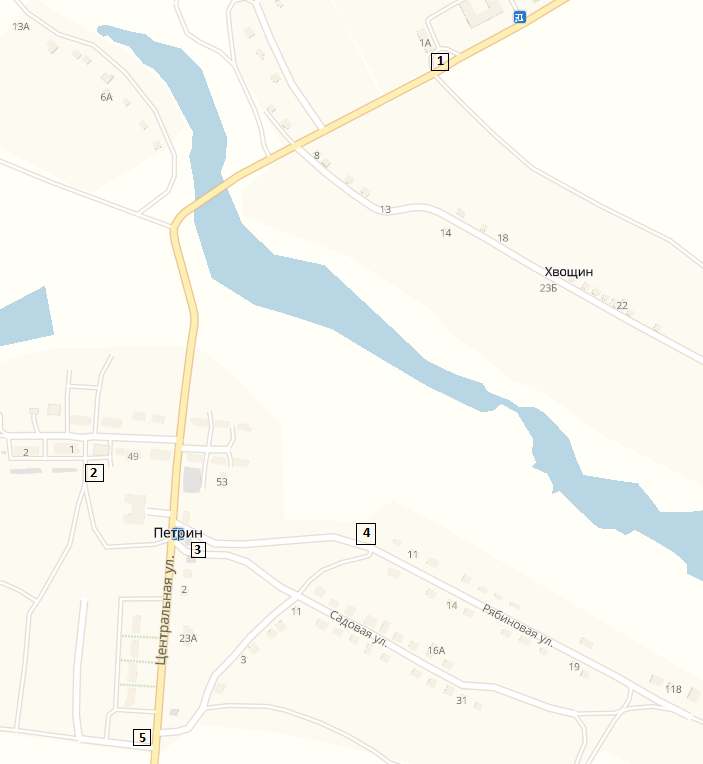 13А
1А
1
6А
8
13
14
18
Хвощин
23Б
22
2
1
49
2
53
Петрин
3
4
11
2
14
Рябиновая ул.
Центральная ул.
11
Садовая ул.
23А
16А
3
19
31
118
5